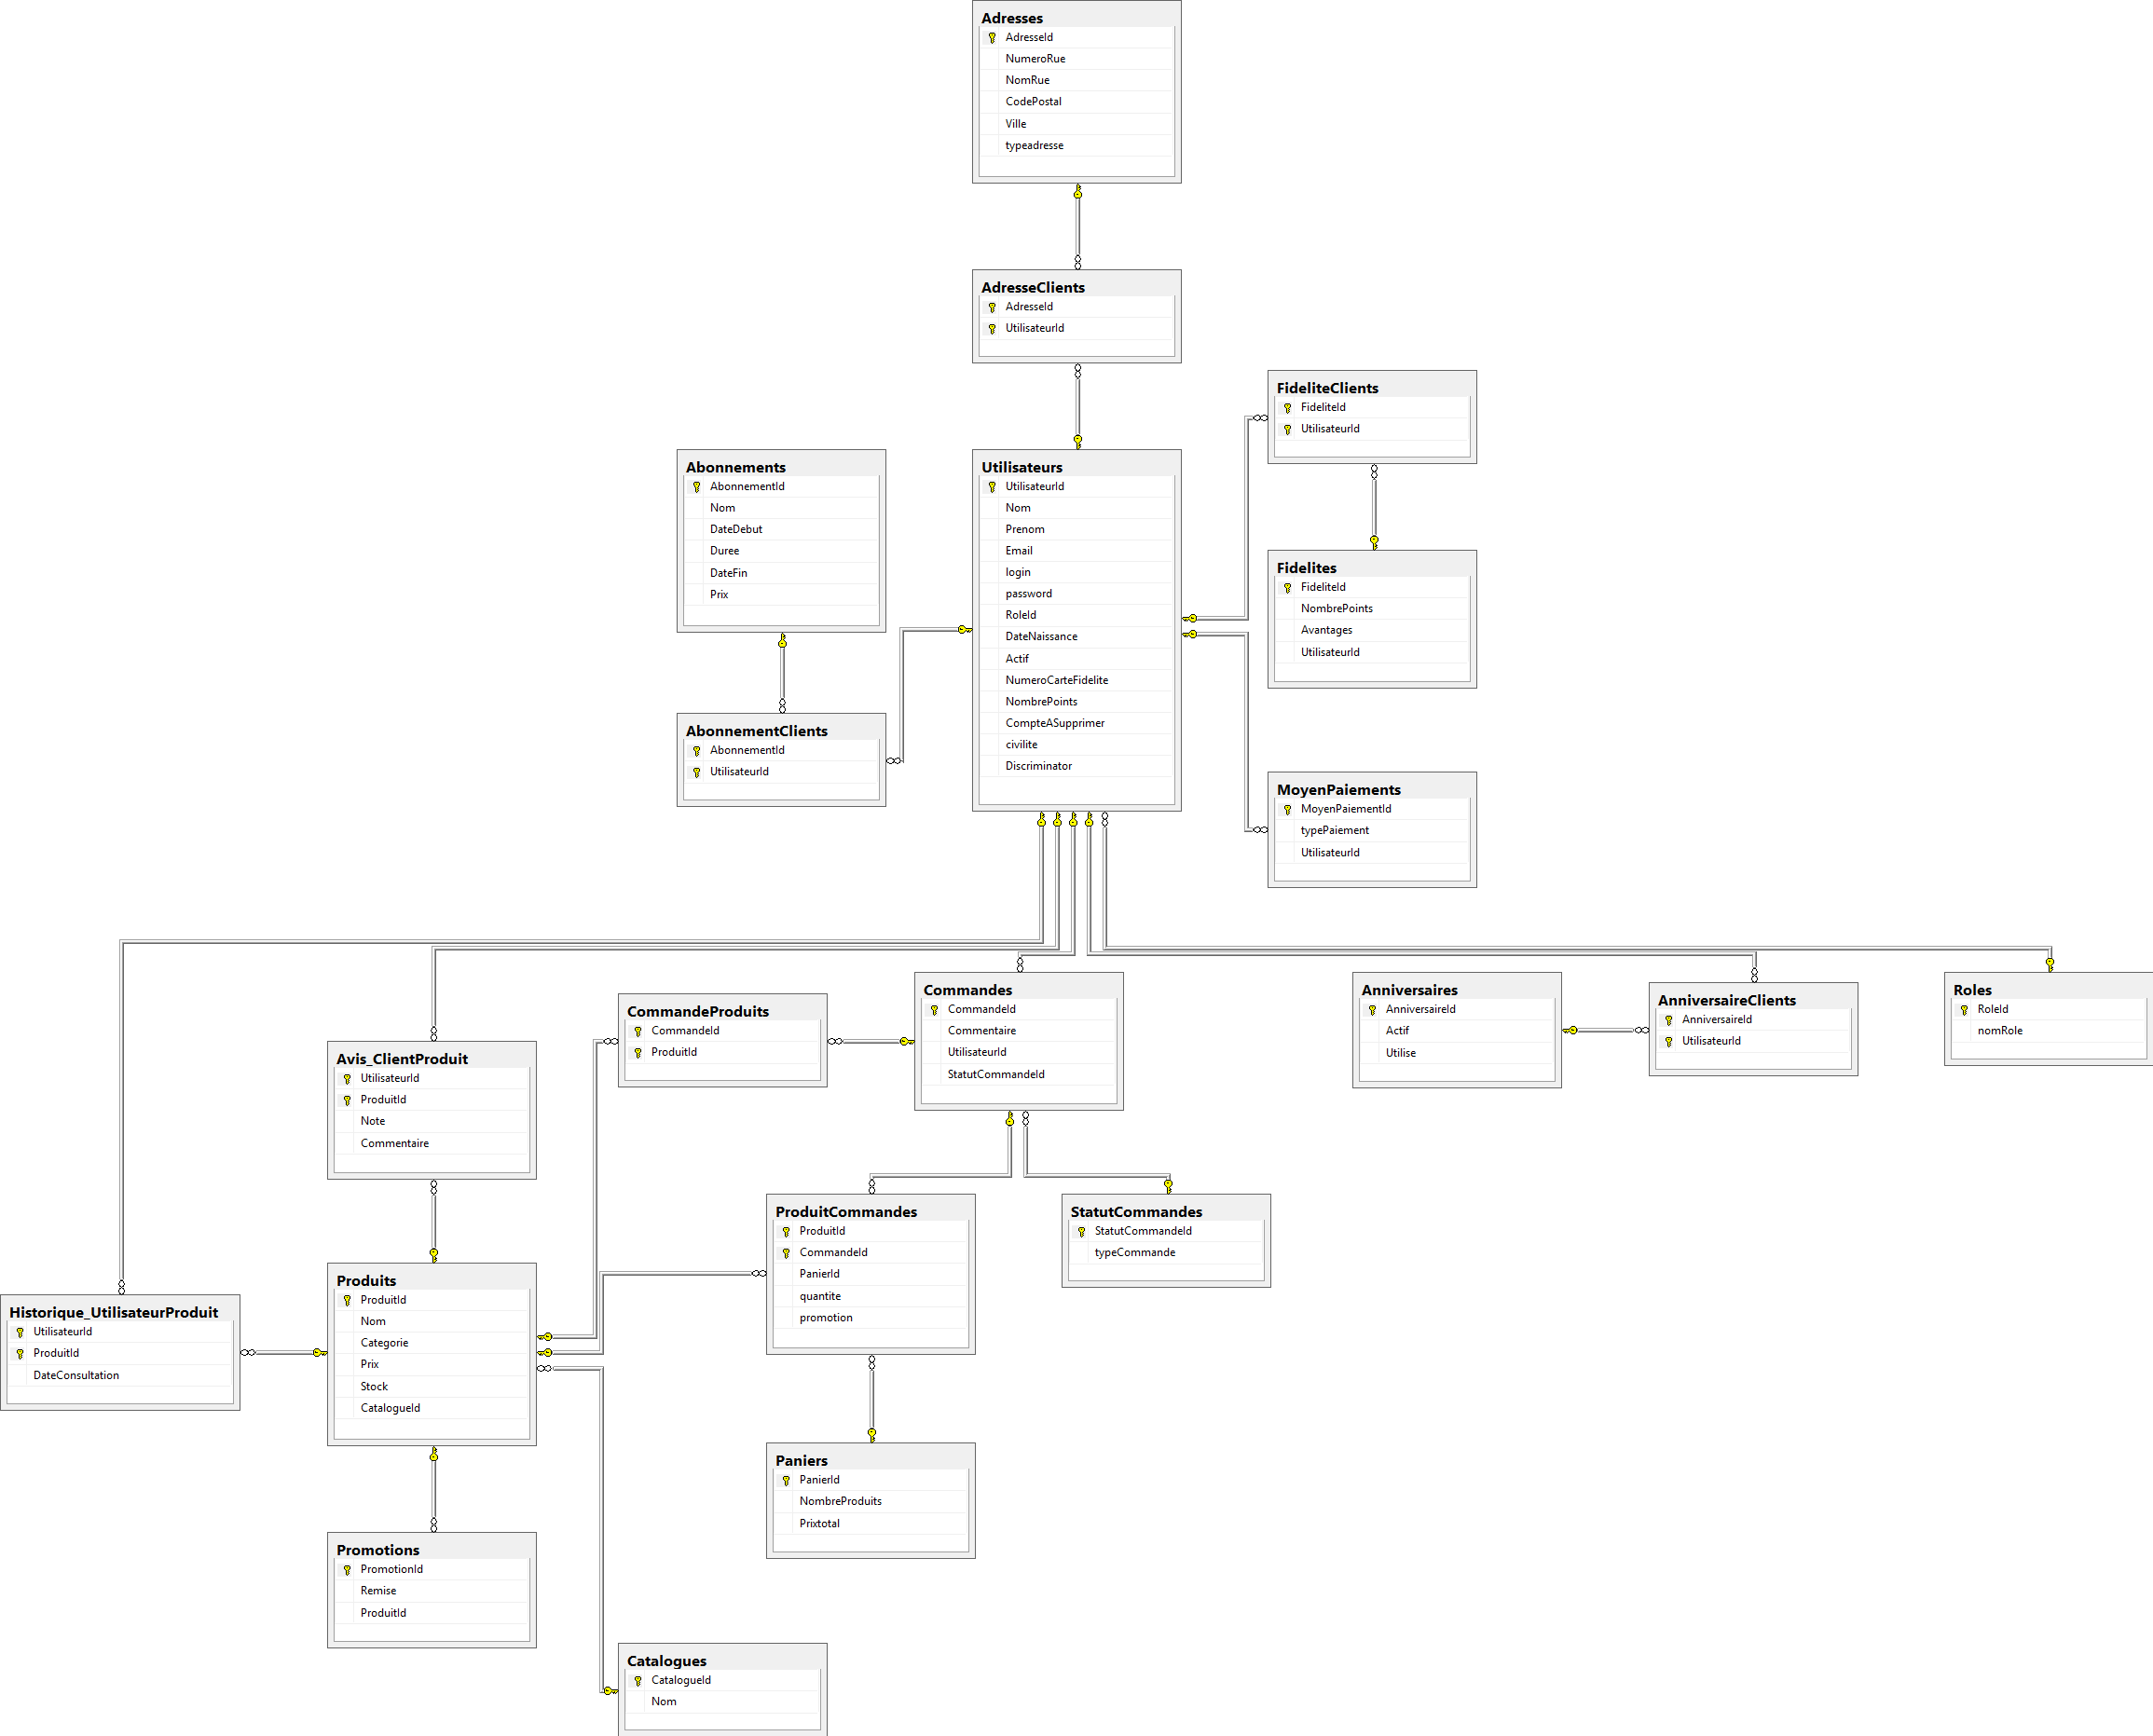 Adresses
AdresseId
NumeroRue
NomRue
CodePostal
Ville
typeadresse
AdresseClients
AdresseId
UtilisateurId
FideliteClients
FideliteId
UtilisateurId
Abonnements
AbonnementId
Nom
DateDebut
Duree
DateFin
Prix
Utilisateurs
UtilisateurId
Nom
Prenom
Email
login
password
RoleId
DateNaissance
Actif
NumeroCarteFidelite
NombrePoints
CompteASupprimer
civilite
Discriminator
Fidelites
FideliteId
NombrePoints
Avantages
UtilisateurId
AbonnementClients
AbonnementId
UtilisateurId
MoyenPaiements
MoyenPaiementId
typePaiement
UtilisateurId
Commandes
CommandeId
Commentaire
UtilisateurId
StatutCommandeId
Anniversaires
AnniversaireId
Actif
Utilise
AnniversaireClients
AnniversaireId
UtilisateurId
Roles
RoleId
nomRole
CommandeProduits
CommandeId
ProduitId
Avis_ClientProduit
UtilisateurId
ProduitId
Note
Commentaire
ProduitCommandes
ProduitId
CommandeId
PanierId
quantite
promotion
StatutCommandes
StatutCommandeId
typeCommande
Produits
ProduitId
Nom
Categorie
Prix
Stock
CatalogueId
Historique_UtilisateurProduit
UtilisateurId
ProduitId
DateConsultation
Paniers
PanierId
NombreProduits
Prixtotal
Promotions
PromotionId
Remise
ProduitId
Catalogues
CatalogueId
Nom